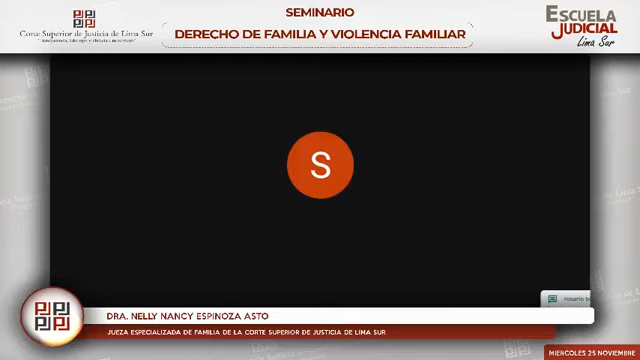 SEMINARIO
DERECHO DE FAMILIA Y VIOLENCIA FAMILIAR
Corte Superior de Justicia de Lima Sur
ESCUELA
JUDICIAL
Lima Sur
S
rosario
DRA. NELLY NANCY ESPINOZA ASTO
JUEZA ESPECIALIZADA DE FAMILIA DE LA CORTE SUPERIOR DE JUSTICIA DE LIMA SUR
PJ
MIERCOLES 25 NOVIEMBRE